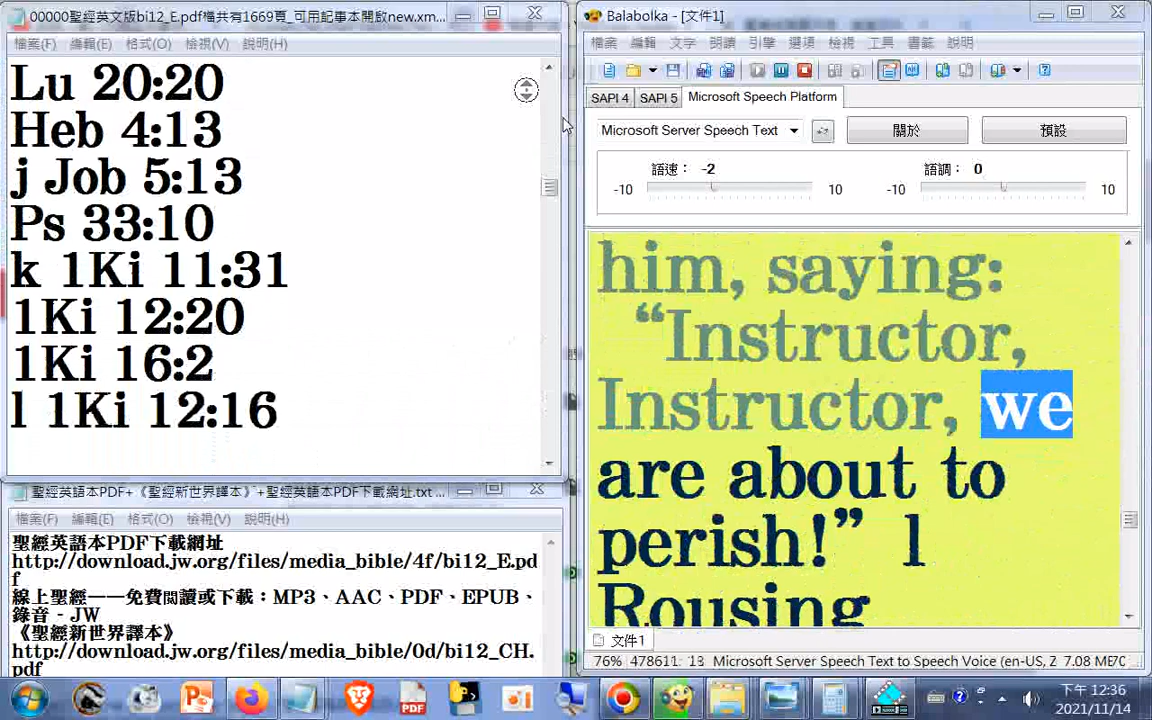 00000聖經英文版bi12_E.pdf檔共有1669頁_可用記事本開啟new.xm...
檔案(F) 編輯(E) 格式(O) 檢視(V) 說明(H)
Lu 20:20
Heb 4:13
j Job 5:13
Ps 33:10
k 1Ki 11:31
1Ki 12:20
1Ki 16:2
l 1Ki 12:16
聖經英語本PDF+《聖經新世界譯本》+聖經英語本PDF下載網址.txt ...
檔案(F) 編輯(E) 格式(O) 檢視(V) 說明(H)
聖經英語本PDF下載網址
http://download.jw.org/files/media_bible/4f/bi12_E.pd
f
線上聖經——免費閱讀或下載：MP3、AAC、PDF、EPUB、
錄音 - JW
《聖經新世界譯本》
http://download.jw.org/files/media_bible/0d/bi12_CH.
pdf
Balabolka - [文件1]
檔案 編輯 文字 朗讀 引擎 選項 檢視 工具 書籤 說明
SAPI 4 SAPI 5 Microsoft Speech Platform
Microsoft Server Speech Text 關於 預設
語速： -2 語調： 0
-10 10 -10 10
him, saying:
“Instructor,
Instructor, we
are about to
perish!” l
Rousing
文件1
76% 478611: 13 Microsoft Server Speech Text to Speech Voice (en-US, Z 7.08 ME
下午 12:36
2021/11/14